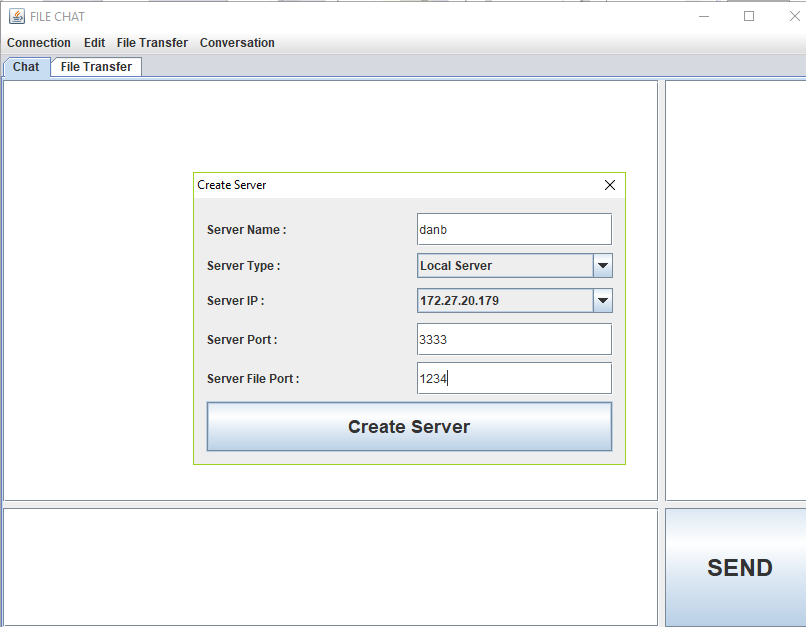 FILE CHAT
Connection Edit File Transfer Conversation
Chat File Transfer
Create Server
Server Name : danb
Server Type : Local Server
Server IP : 172.27.20.179
Server Port : 3333
Server File Port : 1234
Create Server
SEND